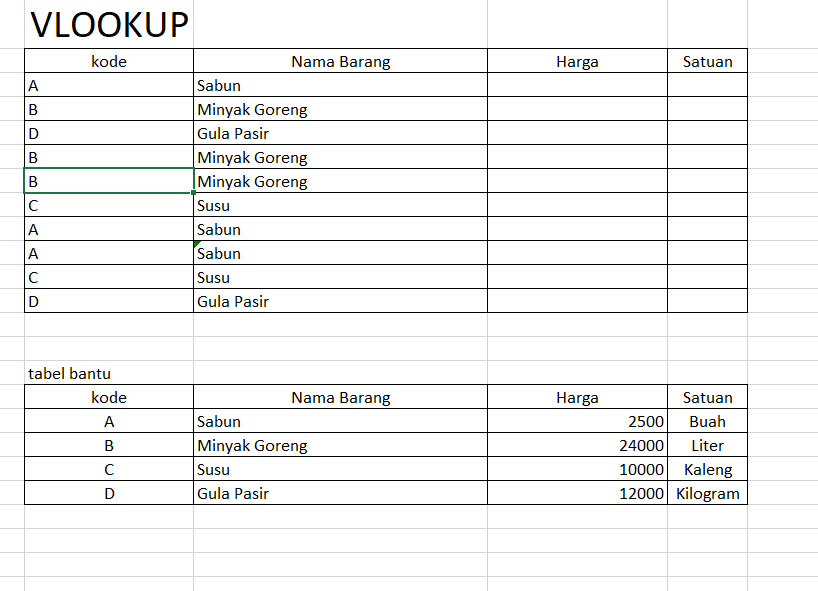 VLOOKUP
kode Nama Barang Harga Satuan
A Sabun
B Minyak Goreng
D Gula Pasir
B Minyak Goreng
B Minyak Goreng
C Susu
A Sabun
A Sabun
C Susu
D Gula Pasir
tabel bantu
kode Nama Barang Harga Satuan
A Sabun 2500 Buah
B Minyak Goreng 24000 Liter
C Susu 10000 Kaleng
D Gula Pasir 12000 Kilogram